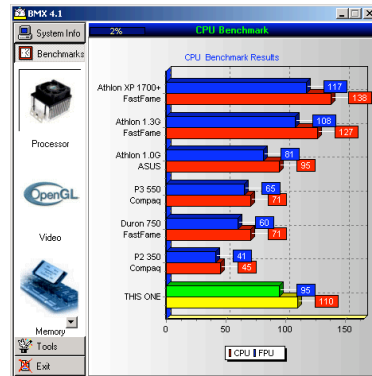 BMX 4.1
System Info
Benchmarks
Processor
OpenGL
Video
Memory
Tools
Exit
2%
CPU Benchmark
CPU Benchmark Results
Athlon XP 1700+
FastFame
117
138
Athlon 1.3G
FastFame
108
127
Athlon 1.0G
ASUS
81
95
P3 550
Compaq
65
71
Duron 750
FastFame
60
71
P2 350
Compaq
41
45
THIS ONE
95
110
0 50 100 150
CPU FPU